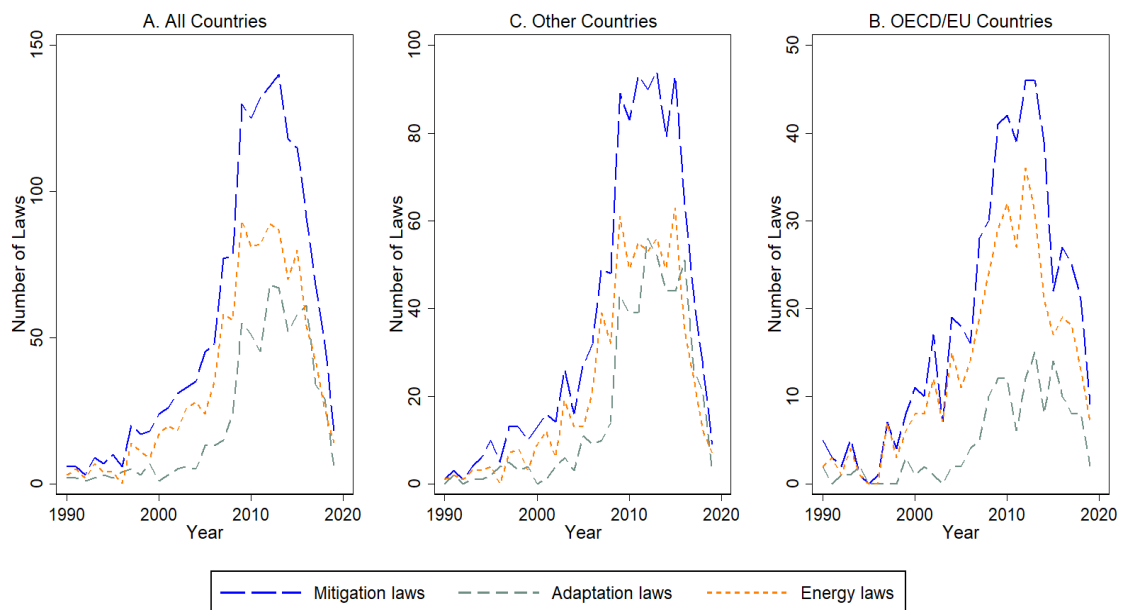 A. All Countries
Number of Laws
150
100
50
0
1990 2000 2010 2020
Year
C. Other Countries
Number of Laws
100
80
60
40
20
0
1990 2000 2010 2020
Year
B. OECD/EU Countries
Number of Laws
50
40
30
20
10
0
1990 2000 2010 2020
Year
Mitigation laws Adaptation laws Energy laws